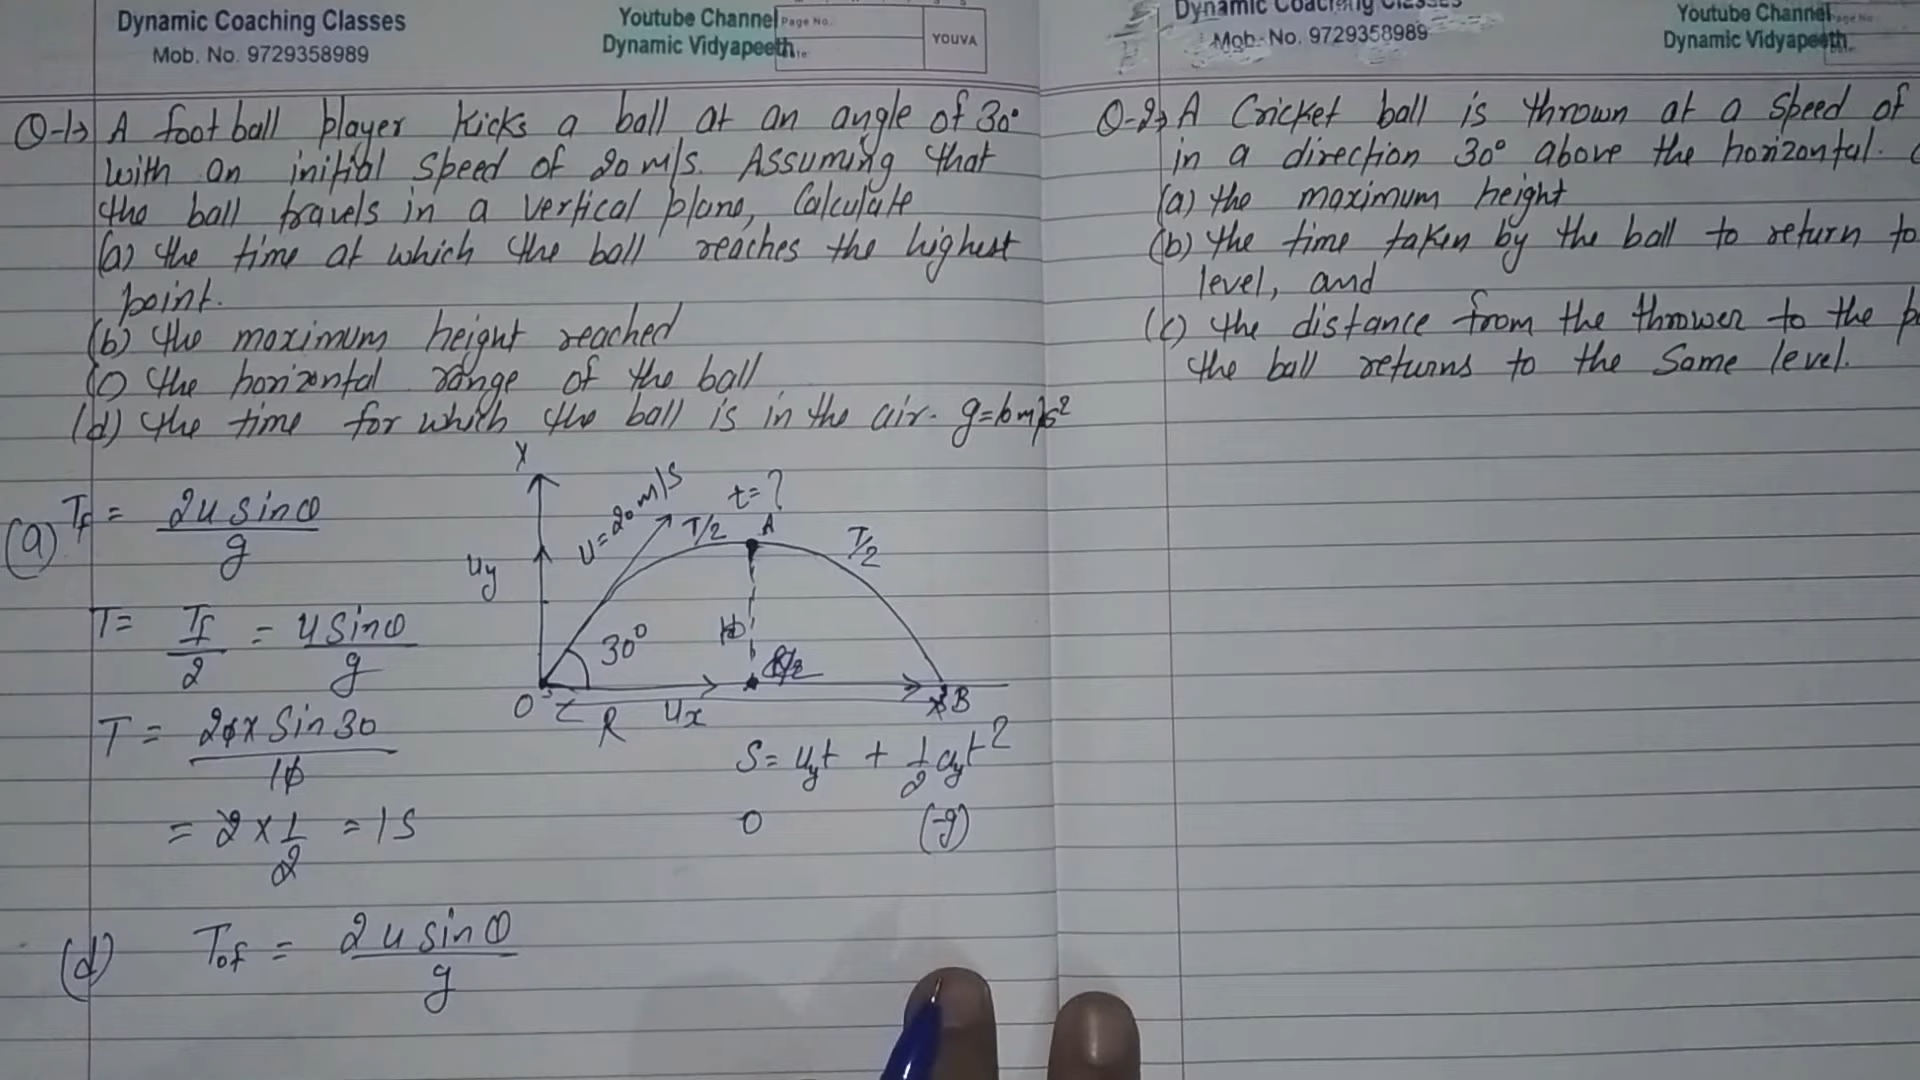 Dynamic Coaching Classes
Mob. No. 9729358989
Youtube Channel
Dynamic Vidyapeeth
Page No.
YOUVA
Q-1→ A football player kicks a ball at an angle of 30°
with an initial speed of 20 m/s. Assuming that
the ball travels in a vertical plane, Calculate
(a) the time at which the ball reaches the highest
point.
(b) the maximum height reached
(c) the horizontal range of the ball
(d) the time for which the ball is in the air. g=10m/s²
(a) Tf = 2u sinθ / g
T = Tf/2 = u sinθ / g
T = 20 x Sin 30 / 10
= 2 × 1/2 = 1S
(d) Tof = 2 u sin θ / g
Y
uy
u = 20 m/s
T/2
t = ?
A
T/2
30°
H
R/2
O
R
ux
B
S = uyt + 1/2 ayt²
0 (-g)
Dynamic Coaching Classes
Mob. No. 9729358989
Youtube Channel
Dynamic Vidyapeeth
Q-2→ A Cricket ball is thrown at a speed of
in a direction 30° above the horizontal.
(a) the maximum height
(b) the time taken by the ball to return to
level, and
(c) the distance from the thrower to the
the ball returns to the same level.